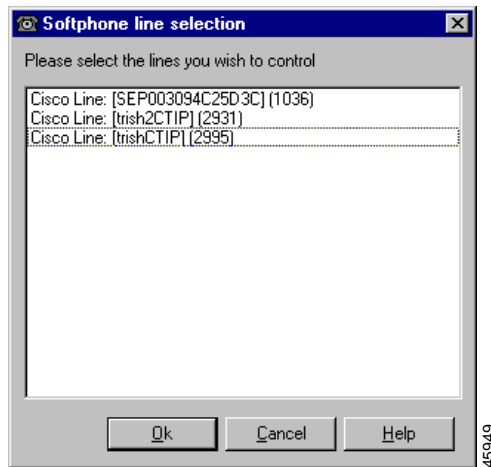 Softphone line selection
Please select the lines you wish to control
Cisco Line: [SEP003094C25D3C] (1036)
Cisco Line: [trish2CTIP] (2931)
Cisco Line: [trishCTIP] (2995)
Ok Cancel Help
45949